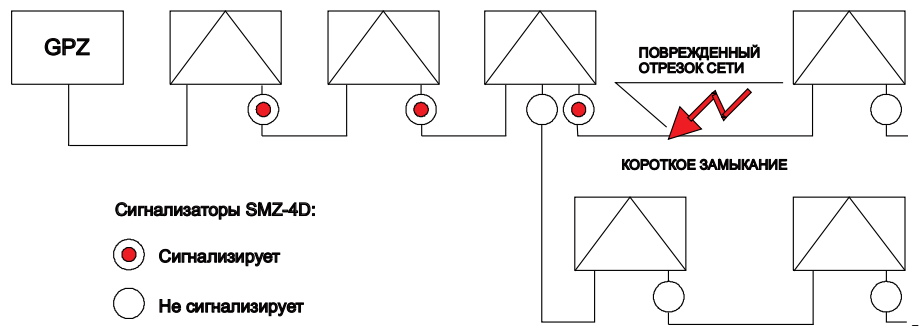 GPZ
ПОВРЕЖДЕННЫЙ
ОТРЕЗОК СЕТИ
КОРОТКОЕ ЗАМЫКАНИЕ
Сигнализаторы SMZ-4D:
Сигнализирует
Не сигнализирует